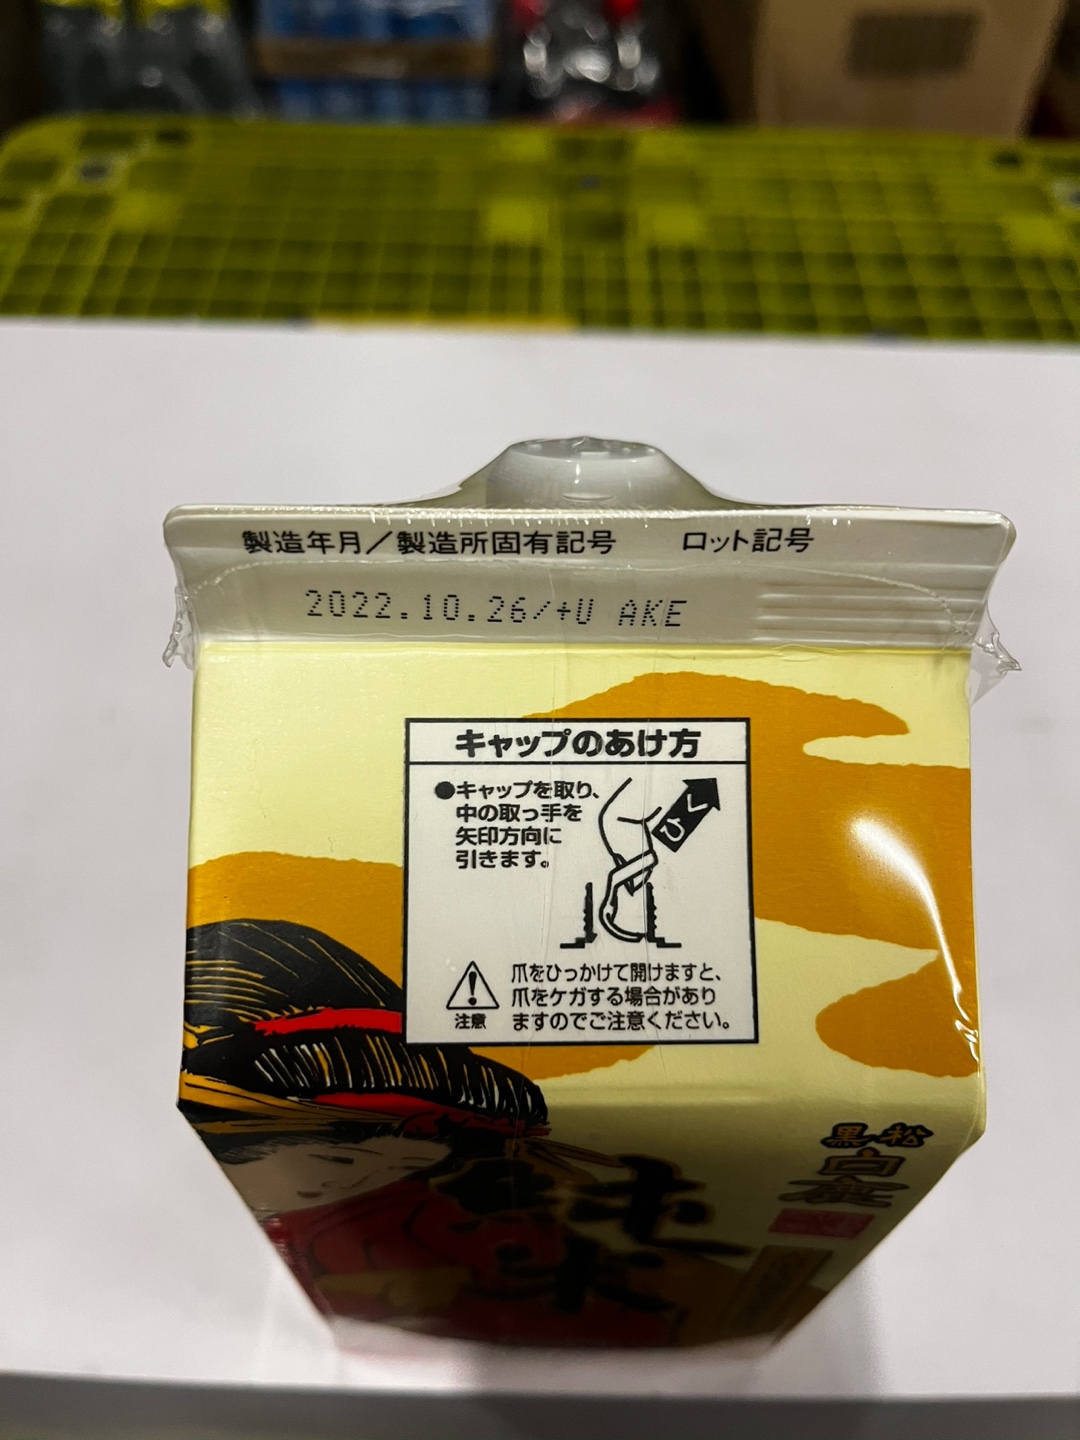 製造年月／製造所固有記号 ロット記号
2022.10.26/+U AKE
キャップのあけ方
●キャップを取り、
中の取っ手を
矢印方向に
引きます。
ひく
爪をひっかけて開けますと、
爪をケガする場合があり
注意 ますのでご注意ください。
黒松
白鹿
純米